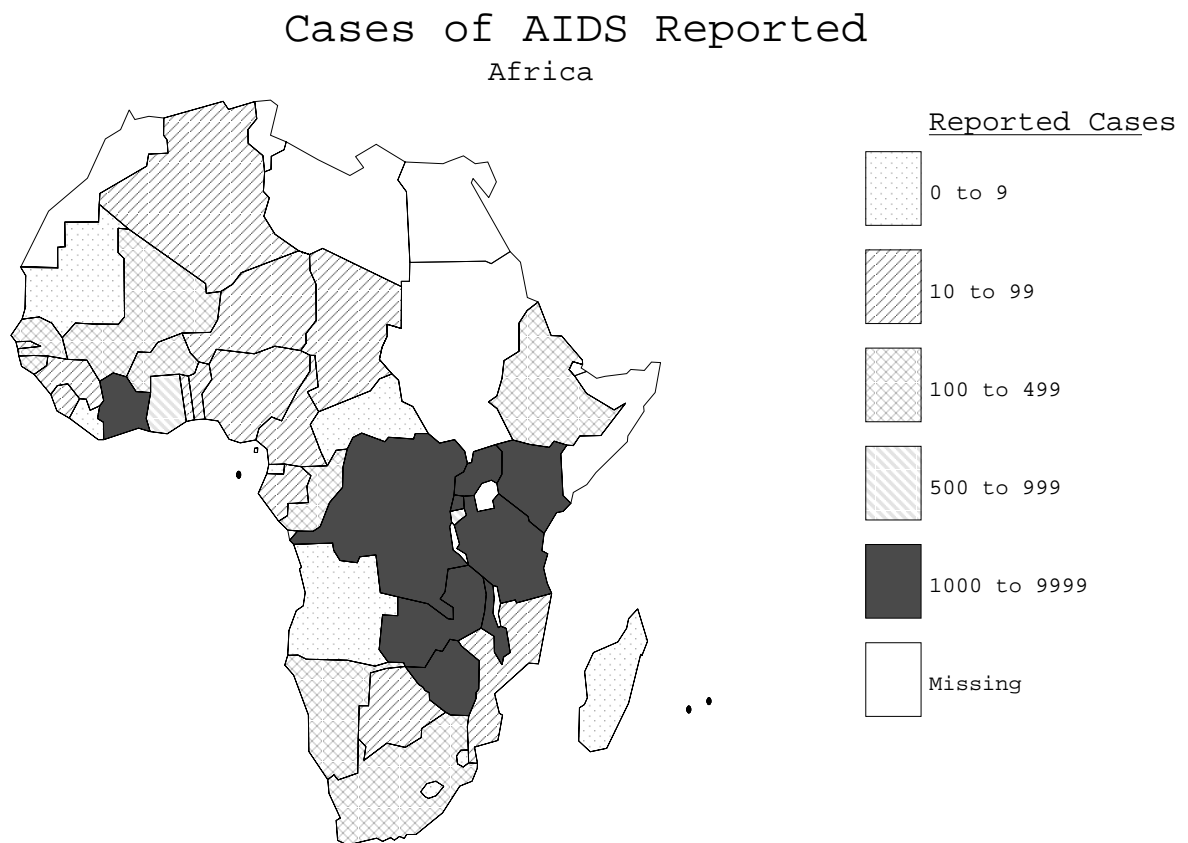 Cases of AIDS Reported
Africa
Reported Cases
0 to 9
10 to 99
100 to 499
500 to 999
1000 to 9999
Missing